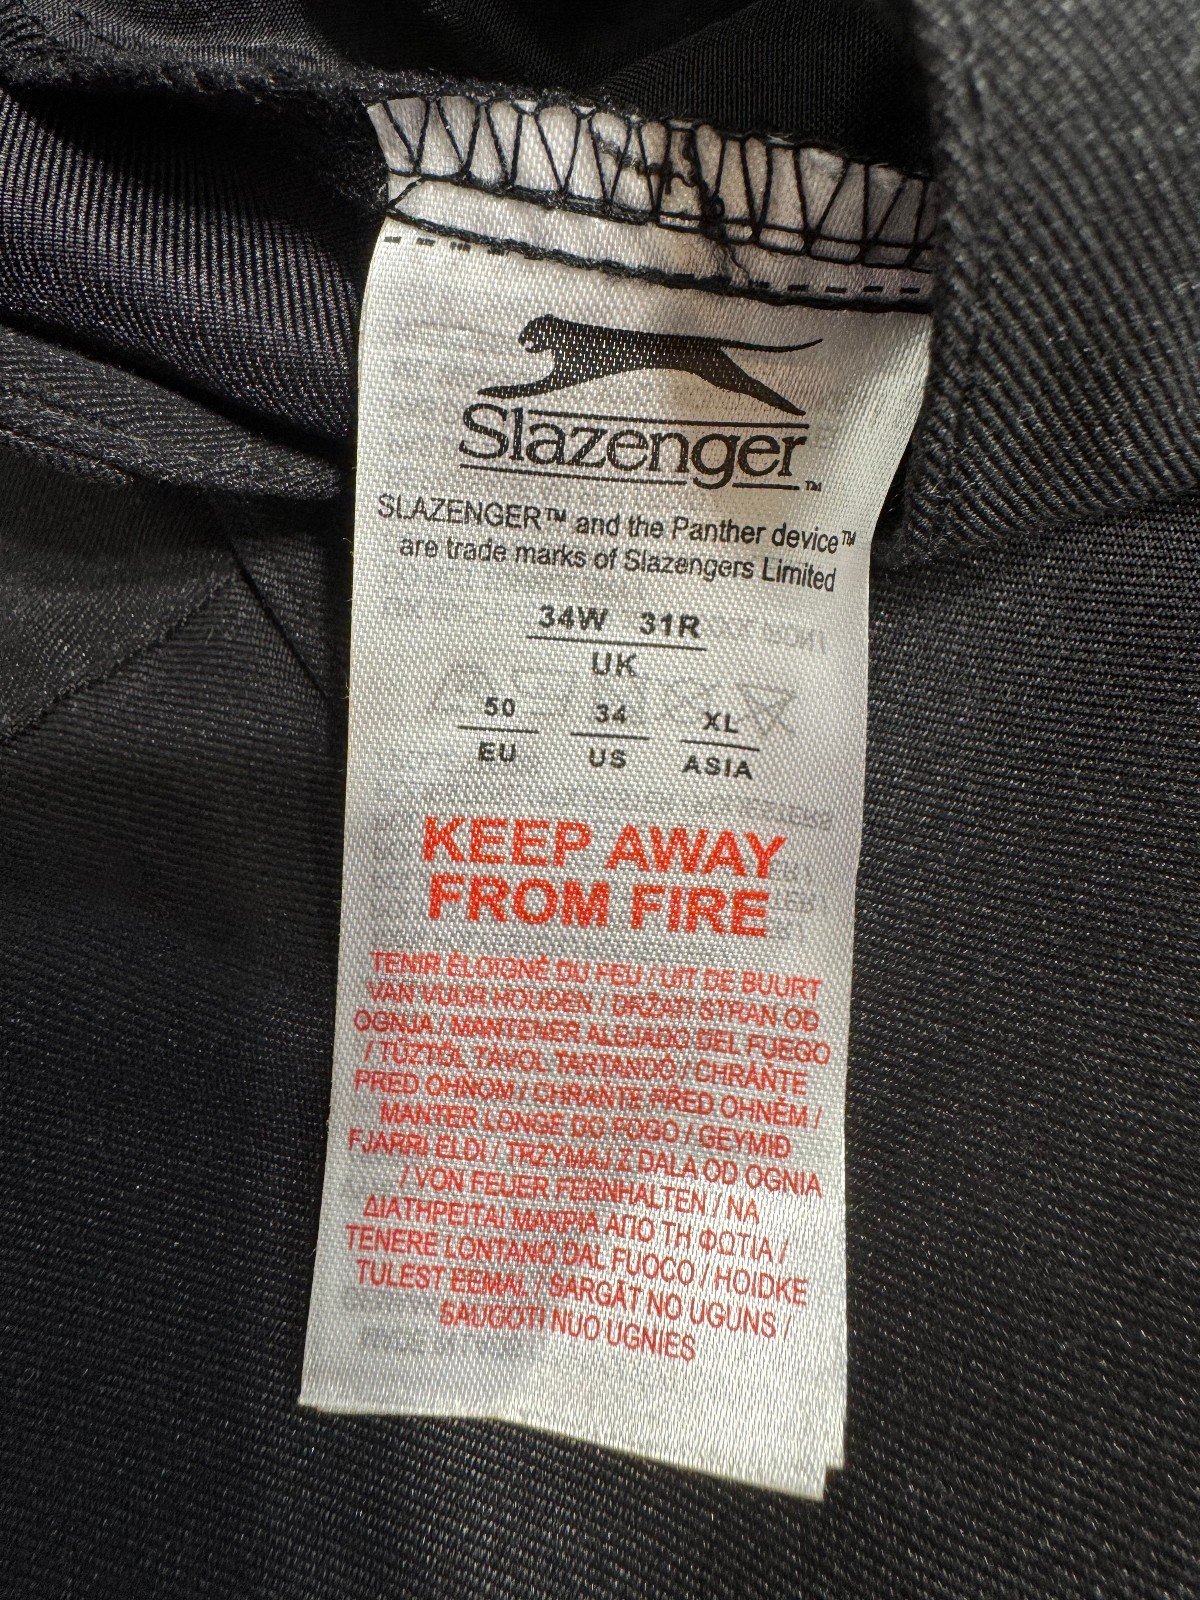 Slazenger™
SLAZENGER™ and the Panther device™
are trade marks of Slazengers Limited
34W 31R
UK
50 34 XL
EU US ASIA
KEEP AWAY
FROM FIRE
TENIR ÉLOIGNÉ DU FEU / UIT DE BUURT
VAN VUUR HOUDEN / DRŽATI STRAN OD
OGNJA / MANTENER ALEJADO DEL FUEGO
/ TŰZTŐL TÁVOL TARTANDÓ / CHRÁŇTE
PRED OHŇOM / CHRAŇTE PŘED OHNĚM /
MANTER LONGE DO FOGO / GEYMIÐ
FJARRI ELDI / TRZYMAJ Z DALA OD OGNIA
/ VON FEUER FERNHALTEN / NA
ΔΙΑΤΗΡΕΙΤΑΙ ΜΑΚΡΙΑ ΑΠΟ ΤΗ ΦΩΤΙΑ /
TENERE LONTANO DAL FUOCO / HOIDKE
TULEST EEMAL / SARGĀT NO UGUNS /
SAUGOTI NUO UGNIES